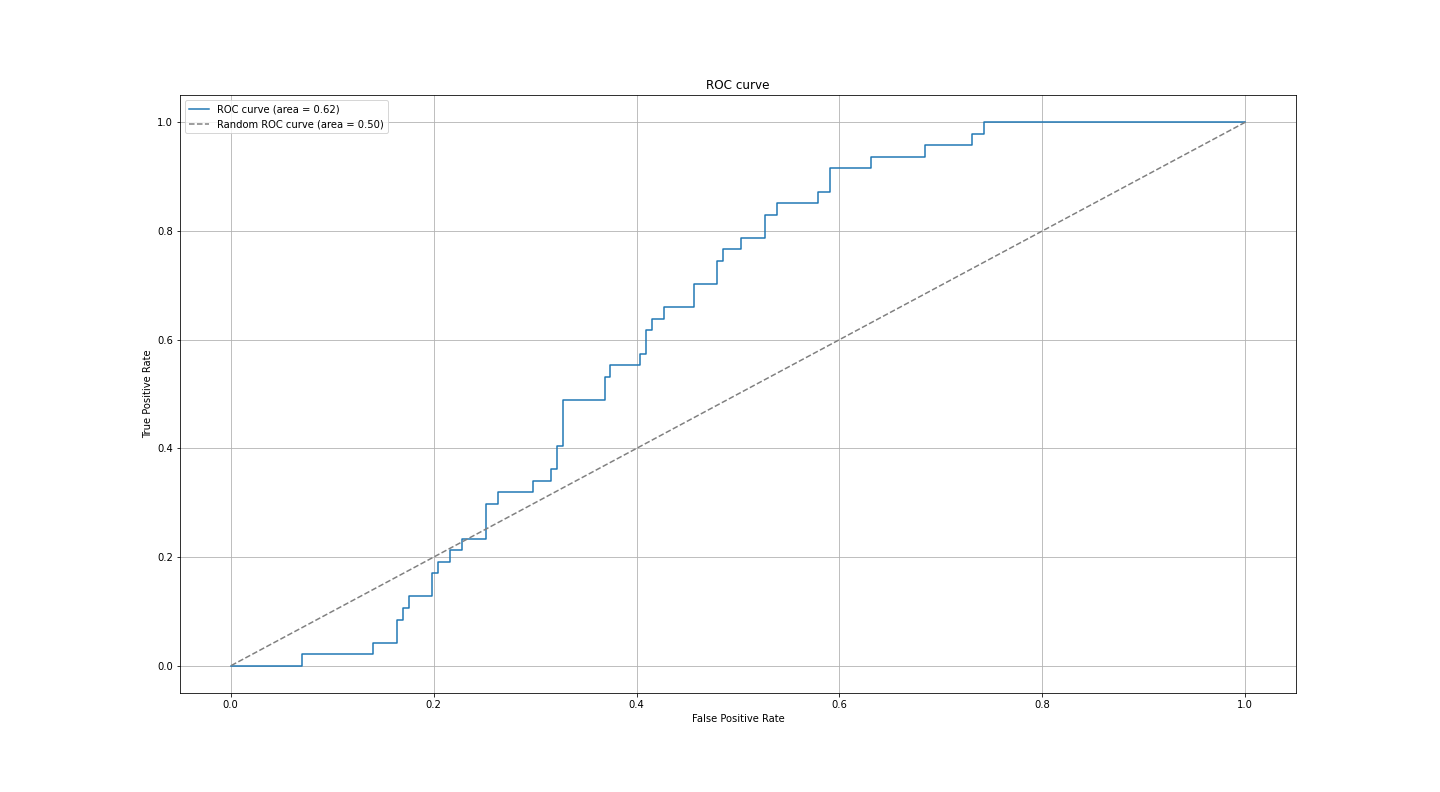 ROC curve
ROC curve (area = 0.62)
Random ROC curve (area = 0.50)
1.0
0.8
0.6
0.4
0.2
0.0
True Positive Rate
0.0 0.2 0.4 0.6 0.8 1.0
False Positive Rate